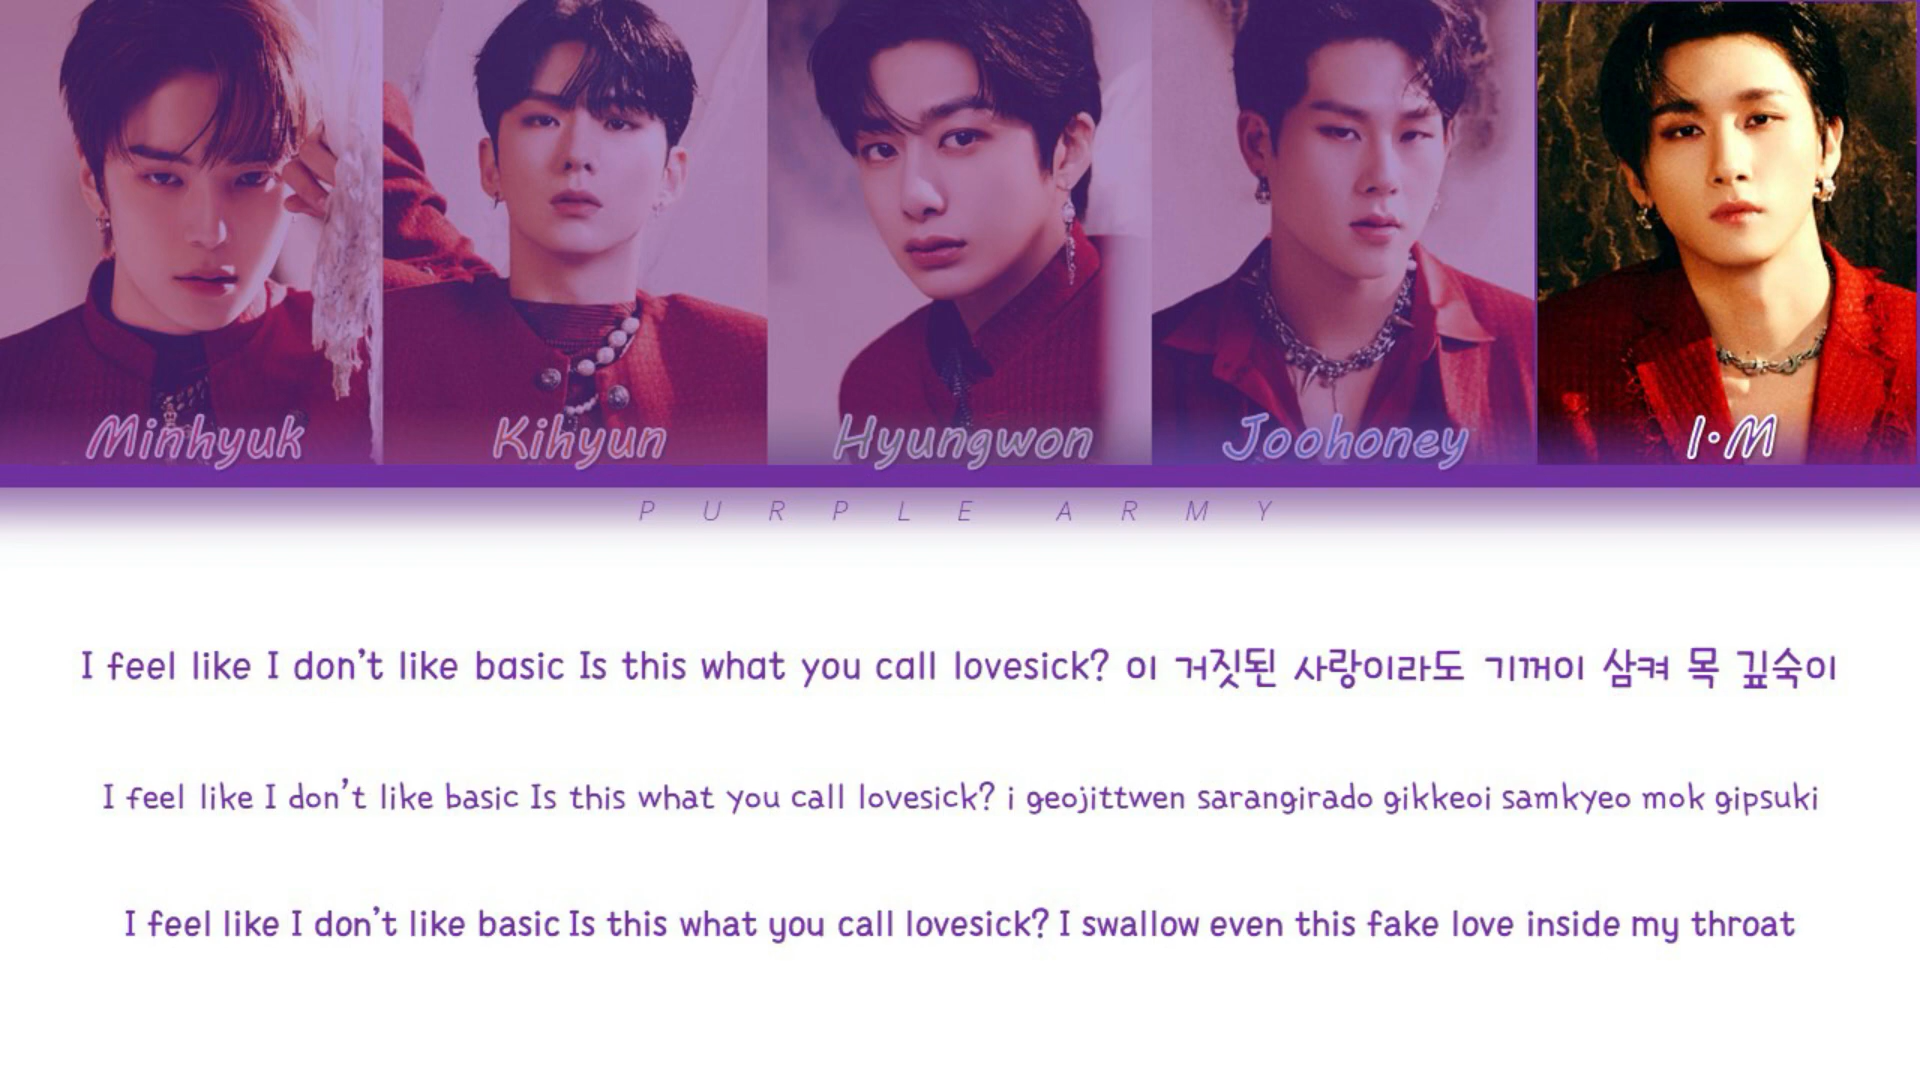 Minhyuk
Kihyun
Hyungwon
Joohoney
I·M
PURPLE ARMY
I feel like I don't like basic Is this what you call lovesick? 이 거짓된 사랑이라도 기꺼이 삼켜 목 깊숙이
I feel like I don't like basic Is this what you call lovesick? i geojittwen sarangirado gikkeoi samkyeo mok gipsuki
I feel like I don't like basic Is this what you call lovesick? I swallow even this fake love inside my throat